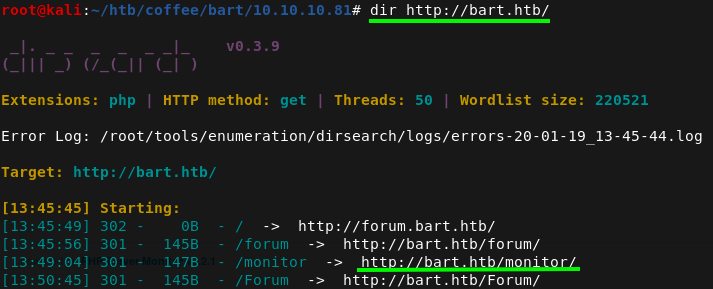 root@kali:~/htb/coffee/bart/10.10.10.81# dir http://bart.htb/
 _|. _ _  _  _  _ _|_    v0.3.9
(_||| _) (/_(_|| (_| )
Extensions: php | HTTP method: get | Threads: 50 | Wordlist size: 220521
Error Log: /root/tools/enumeration/dirsearch/logs/errors-20-01-19_13-45-44.log
Target: http://bart.htb/
[13:45:45] Starting:
[13:45:49] 302 -    0B  - /  ->  http://forum.bart.htb/
[13:45:56] 301 -  145B  - /forum  ->  http://bart.htb/forum/
[13:49:04] 301 -  147B  - /monitor  ->  http://bart.htb/monitor/
[13:50:45] 301 -  145B  - /Forum  ->  http://bart.htb/Forum/